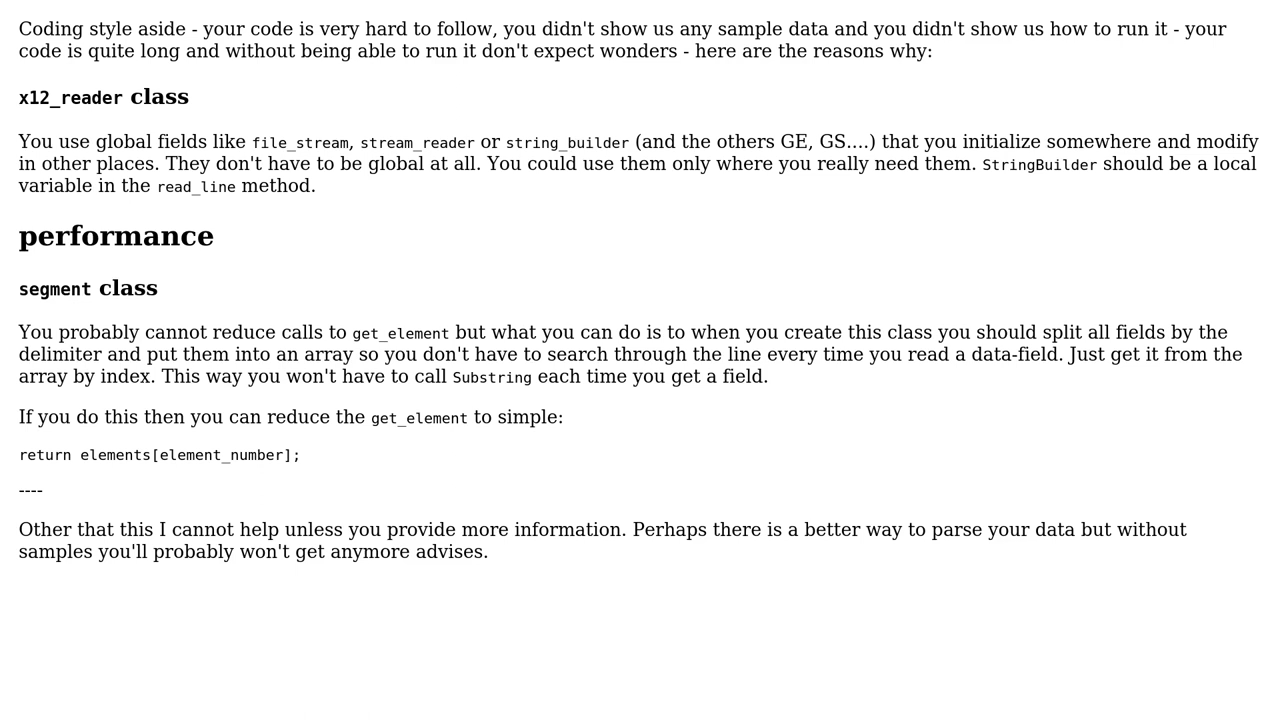 Coding style aside - your code is very hard to follow, you didn't show us any sample data and you didn't show us how to run it - your
code is quite long and without being able to run it don't expect wonders - here are the reasons why:
x12_reader class
You use global fields like file_stream, stream_reader or string_builder (and the others GE, GS....) that you initialize somewhere and modify
in other places. They don't have to be global at all. You could use them only where you really need them. StringBuilder should be a local
variable in the read_line method.
performance
segment class
You probably cannot reduce calls to get_element but what you can do is to when you create this class you should split all fields by the
delimiter and put them into an array so you don't have to search through the line every time you read a data-field. Just get it from the
array by index. This way you won't have to call Substring each time you get a field.
If you do this then you can reduce the get_element to simple:
return elements[element_number];
----
Other that this I cannot help unless you provide more information. Perhaps there is a better way to parse your data but without
samples you'll probably won't get anymore advises.